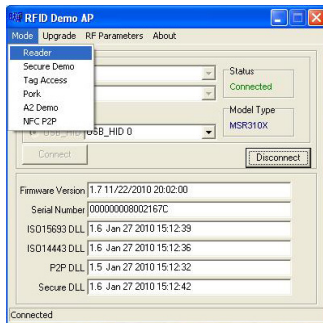 RFID Demo AP
Mode Upgrade RF Parameters About
Reader
Secure Demo
Tag Access
Pork
A2 Demo
NFC P2P
Status
Connected
Model Type
MSR310X
USB_HID USB_HID 0
Connect
Disconnect
Firmware Version 1.7 11/22/2010 20:02:00
Serial Number 000000008002167C
ISO15693 DLL 1.6 Jan 27 2010 15:12:39
ISO14443 DLL 1.6 Jan 27 2010 15:12:36
P2P DLL 1.5 Jan 27 2010 15:12:32
Secure DLL 1.6 Jan 27 2010 15:12:42
Connected